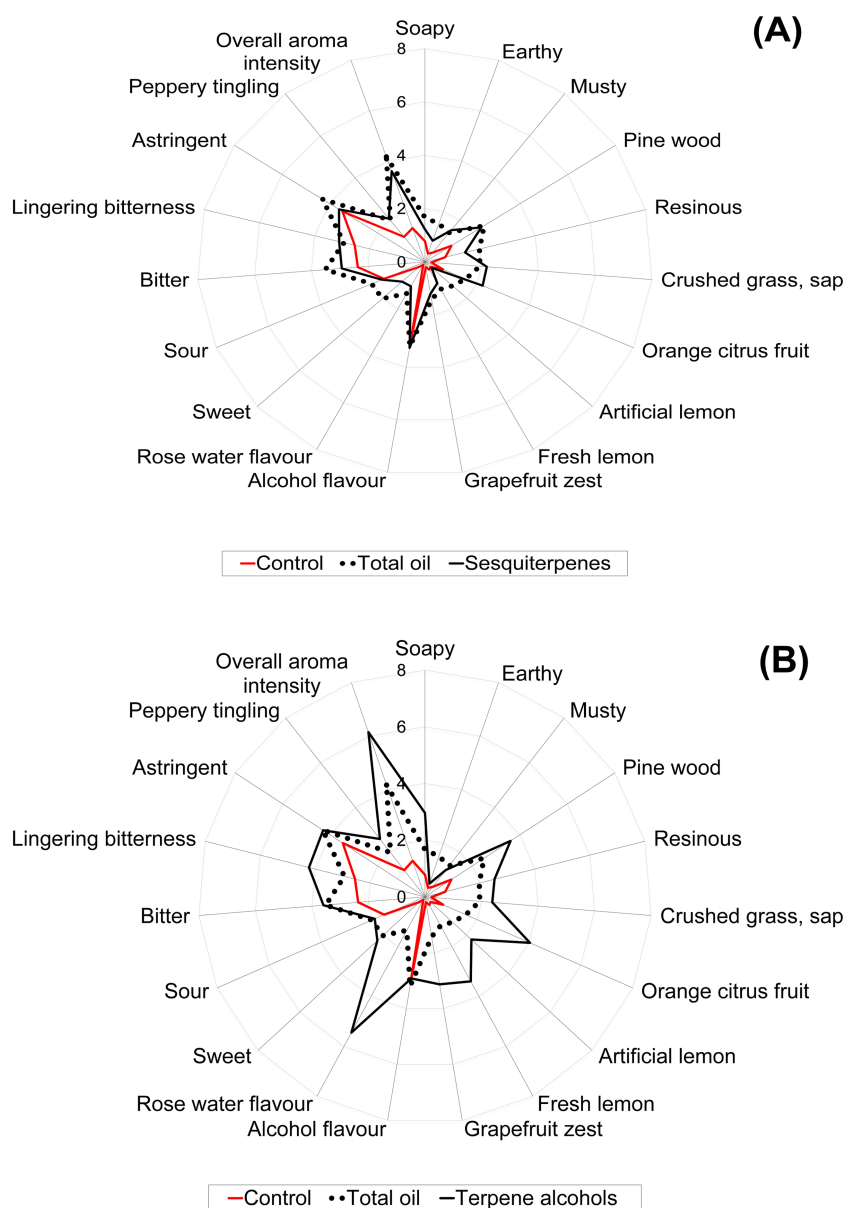 (A)
Soapy
Overall aroma
intensity
Earthy
Peppery tingling
Musty
Astringent
Pine wood
Lingering bitterness
Resinous
Bitter
Crushed grass, sap
Sour
Orange citrus fruit
Sweet
Artificial lemon
Rose water flavour
Fresh lemon
Alcohol flavour
Grapefruit zest
8
6
4
2
0
Control Total oil Sesquiterpenes
(B)
Soapy
Overall aroma
intensity
Earthy
Peppery tingling
Musty
Astringent
Pine wood
Lingering bitterness
Resinous
Bitter
Crushed grass, sap
Sour
Orange citrus fruit
Sweet
Artificial lemon
Rose water flavour
Fresh lemon
Alcohol flavour
Grapefruit zest
8
6
4
2
0
Control Total oil Terpene alcohols